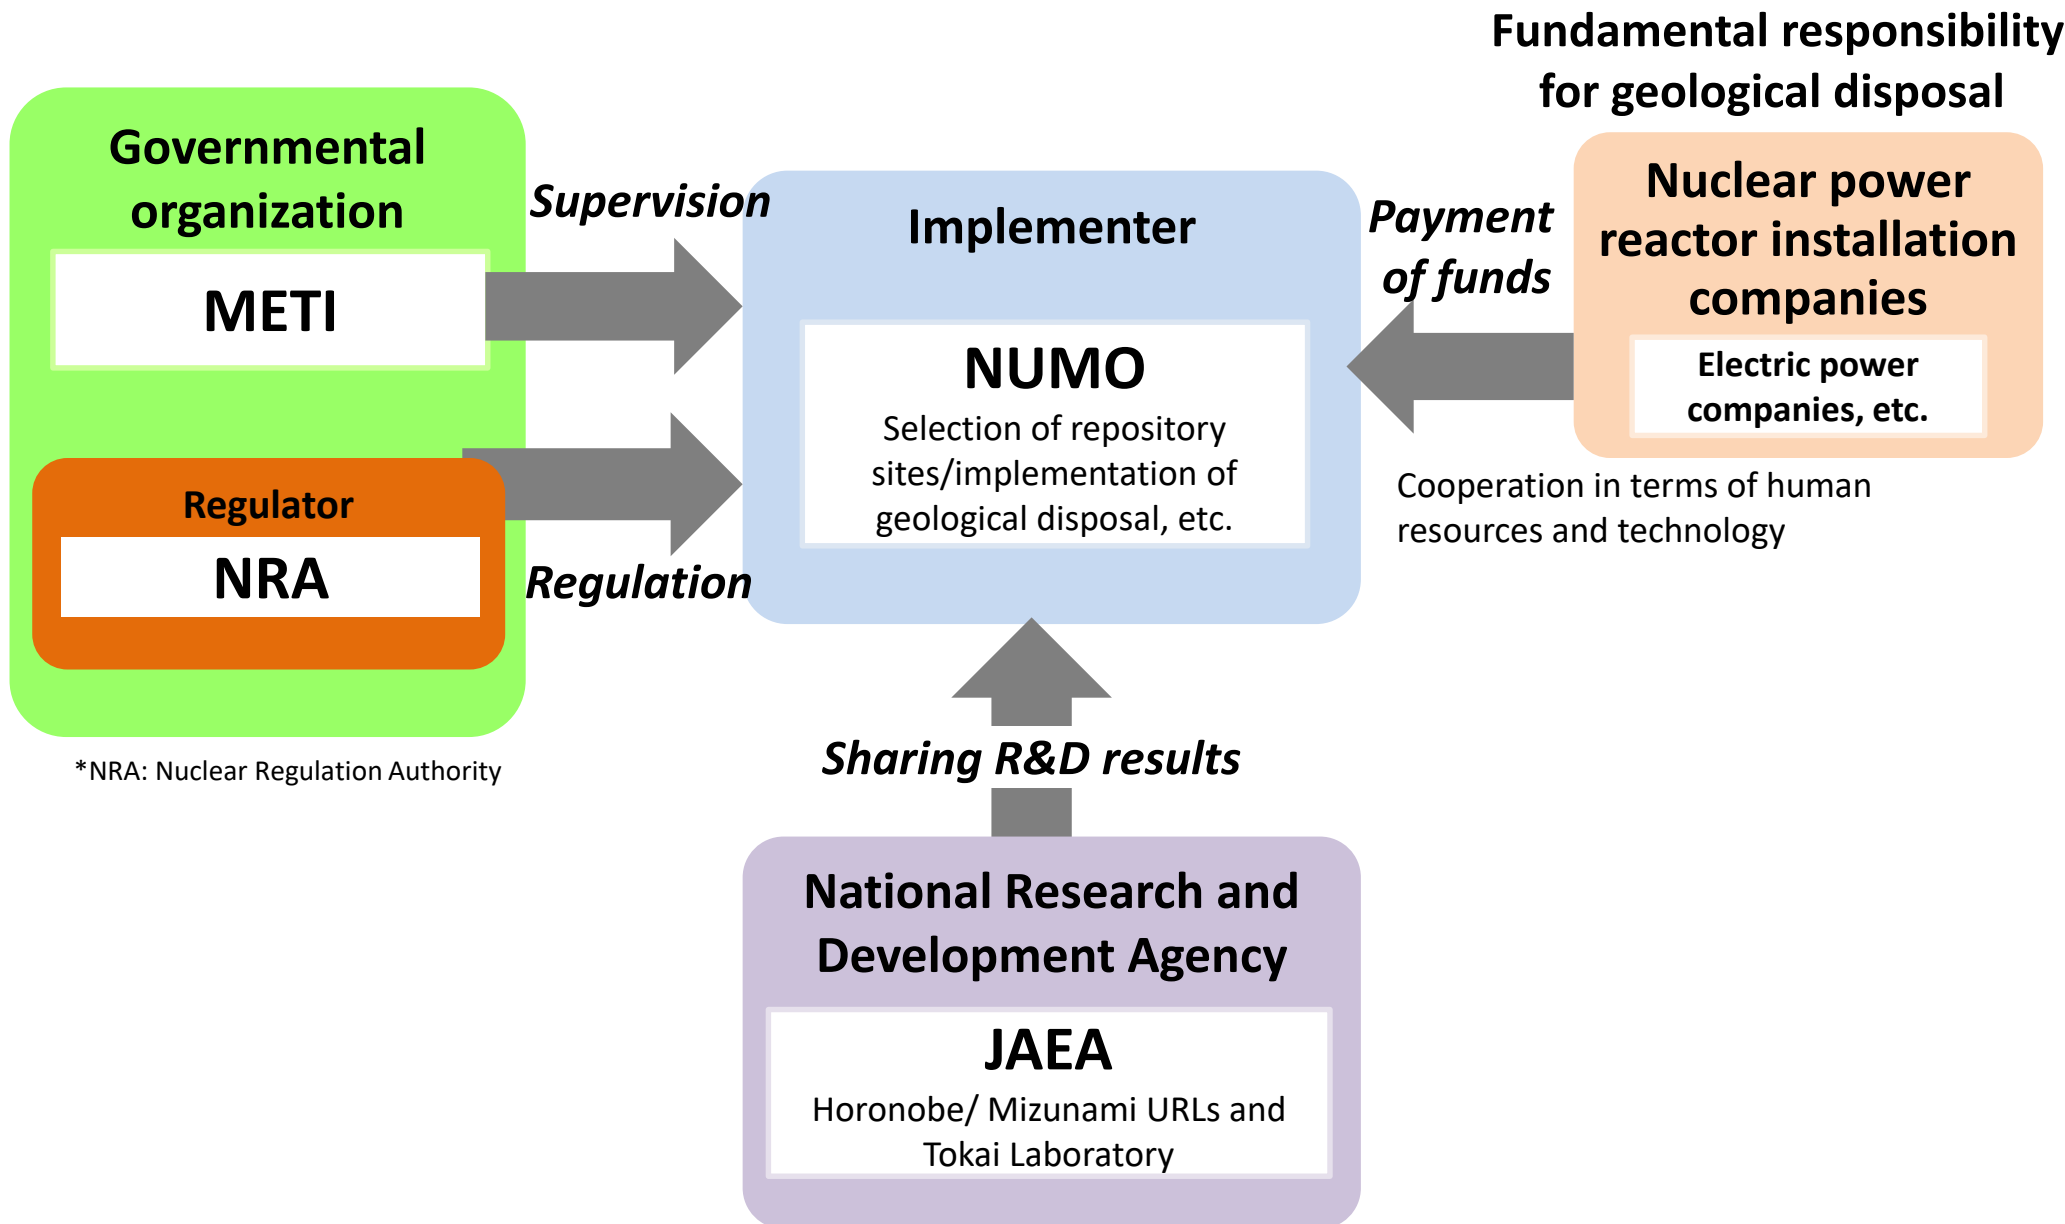 Fundamental responsibility
for geological disposal
Governmental
organization
METI
Regulator
NRA
*NRA: Nuclear Regulation Authority
Supervision
Regulation
Implementer
NUMO
Selection of repository
sites/implementation of
geological disposal, etc.
Payment
of funds
Nuclear power
reactor installation
companies
Electric power
companies, etc.
Cooperation in terms of human
resources and technology
Sharing R&D results
National Research and
Development Agency
JAEA
Horonobe/ Mizunami URLs and
Tokai Laboratory